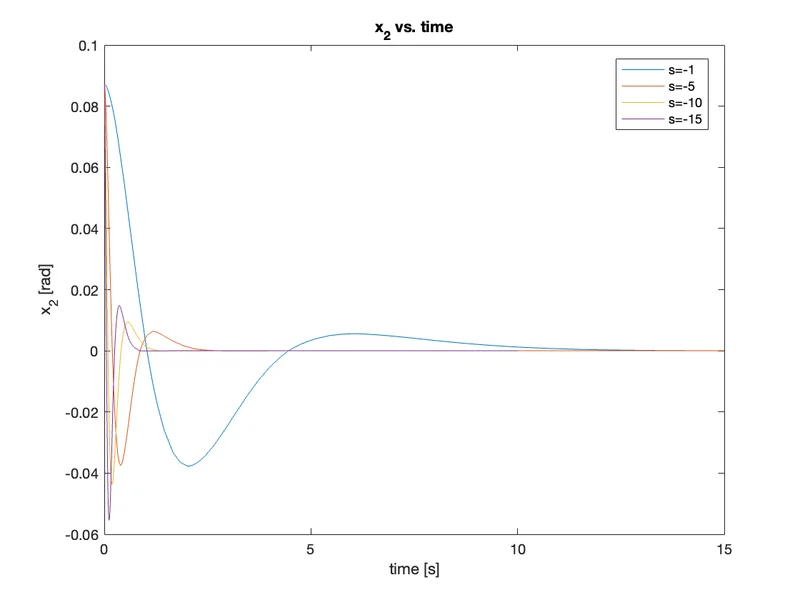 x2 vs. time
0.1
0.08
0.06
0.04
0.02
0
-0.02
-0.04
-0.06
x2 [rad]
s=-1
s=-5
s=-10
s=-15
0 5 10 15
time [s]